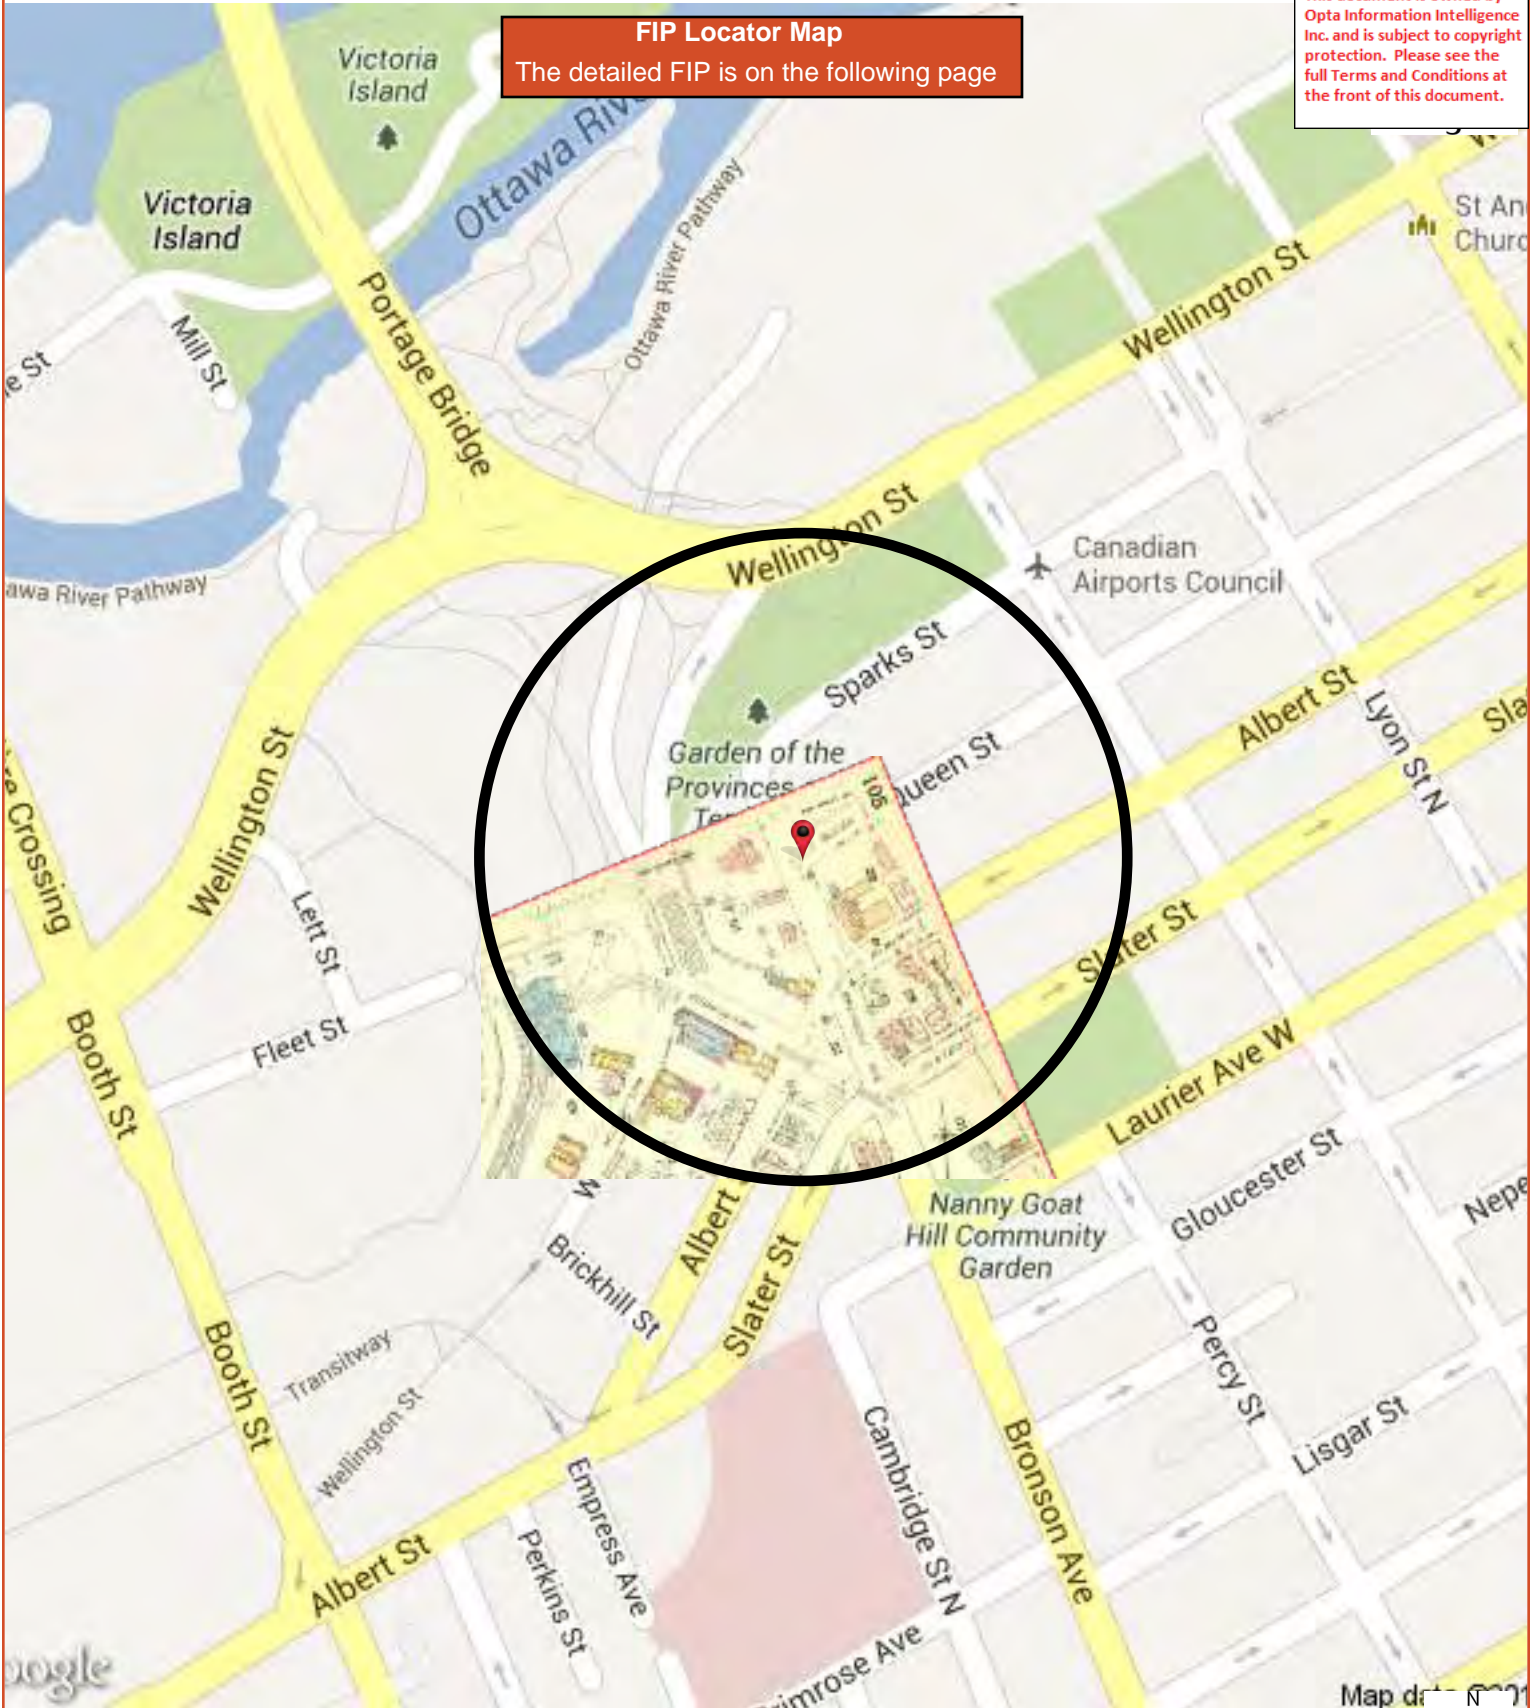 FIP Locator Map
The detailed FIP is on the following page
Opta Information Intelligence
Inc. and is subject to copyright
protection. Please see the
full Terms and Conditions at
the front of this document.
Victoria
Island
Victoria
Island
Ottawa
Ottawa River Pathway
St
Mill St
Portage Bridge
Wellington St
Wellington St
Canadian
Airports Council
River Pathway
Sparks St
Garden of the
Provinces
105
Queen St
Albert St
Lyon St N
Crossing
Wellington St
Lett St
Slater St
Fleet St
Booth St
Laurier Ave W
Gloucester St
Nanny Goat
Hill Community
Garden
Albert
Brickhill St
Slater St
Booth St
Transitway
Wellington St
Percy St
Lisgar St
Cambridge St N
Bronson Ave
Empress Ave
Perkins St
Albert St
Ave
Map
N